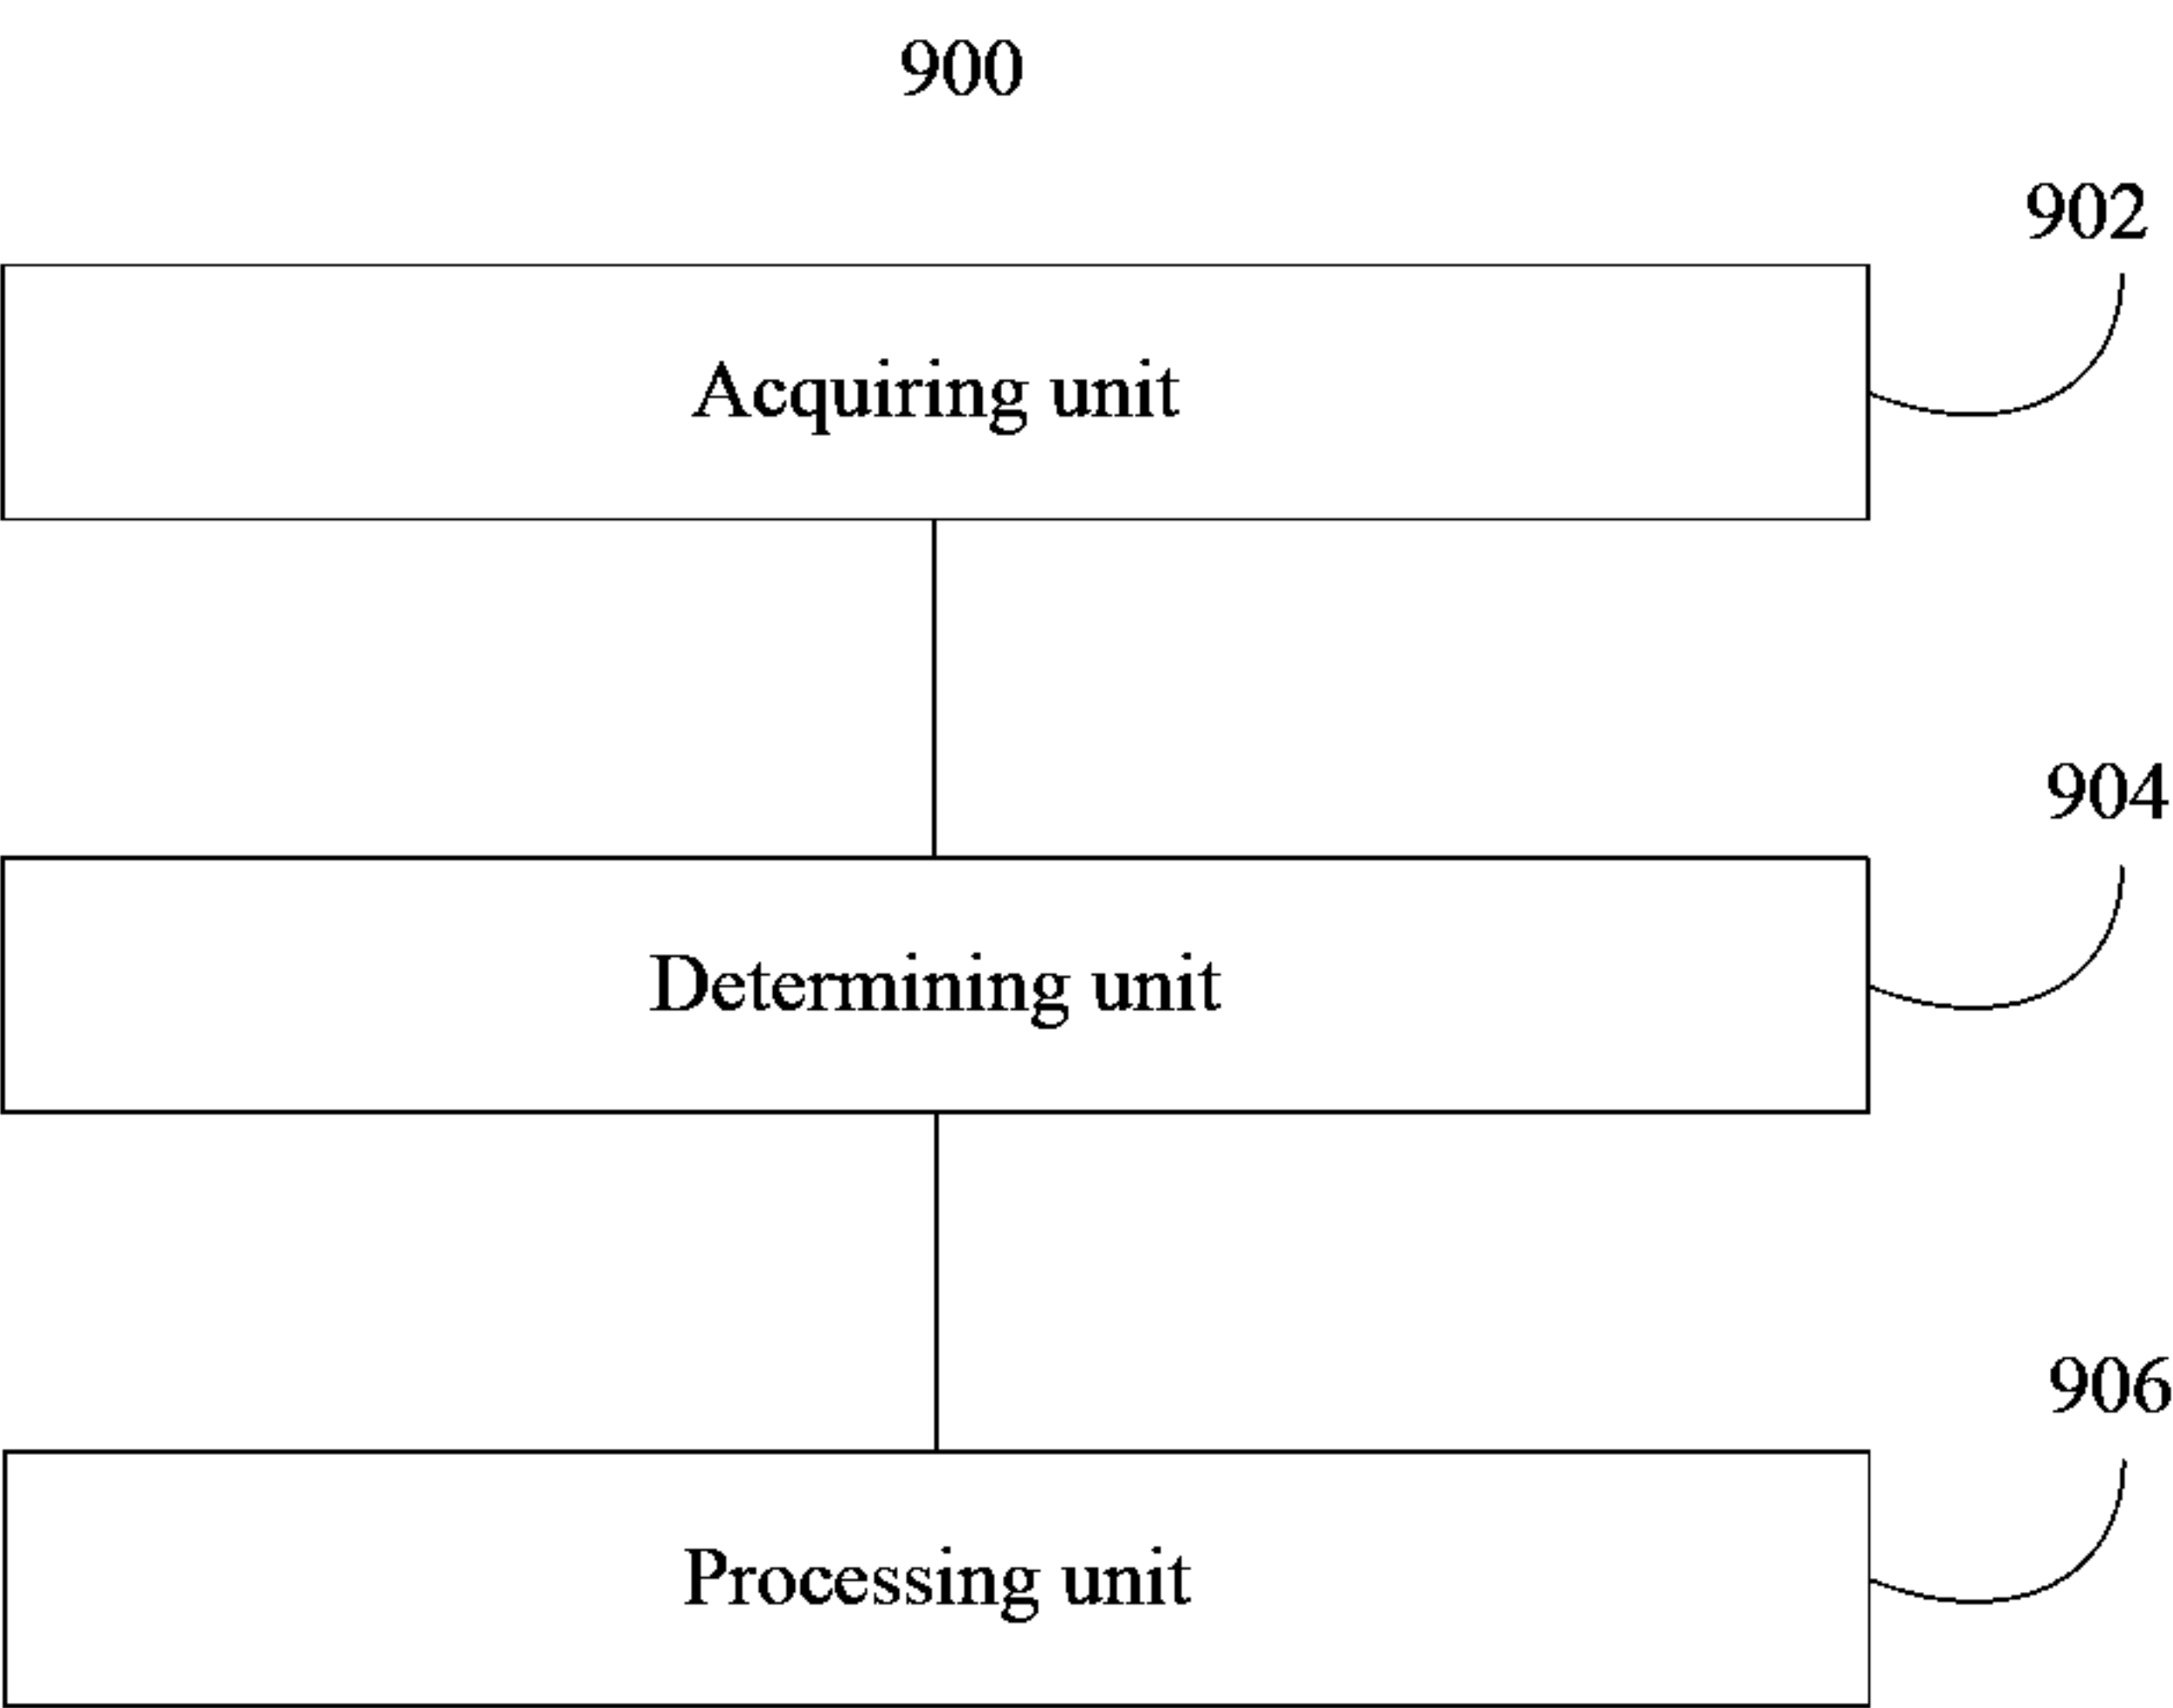 900
902
Acquiring unit
904
Determining unit
906
Processing unit